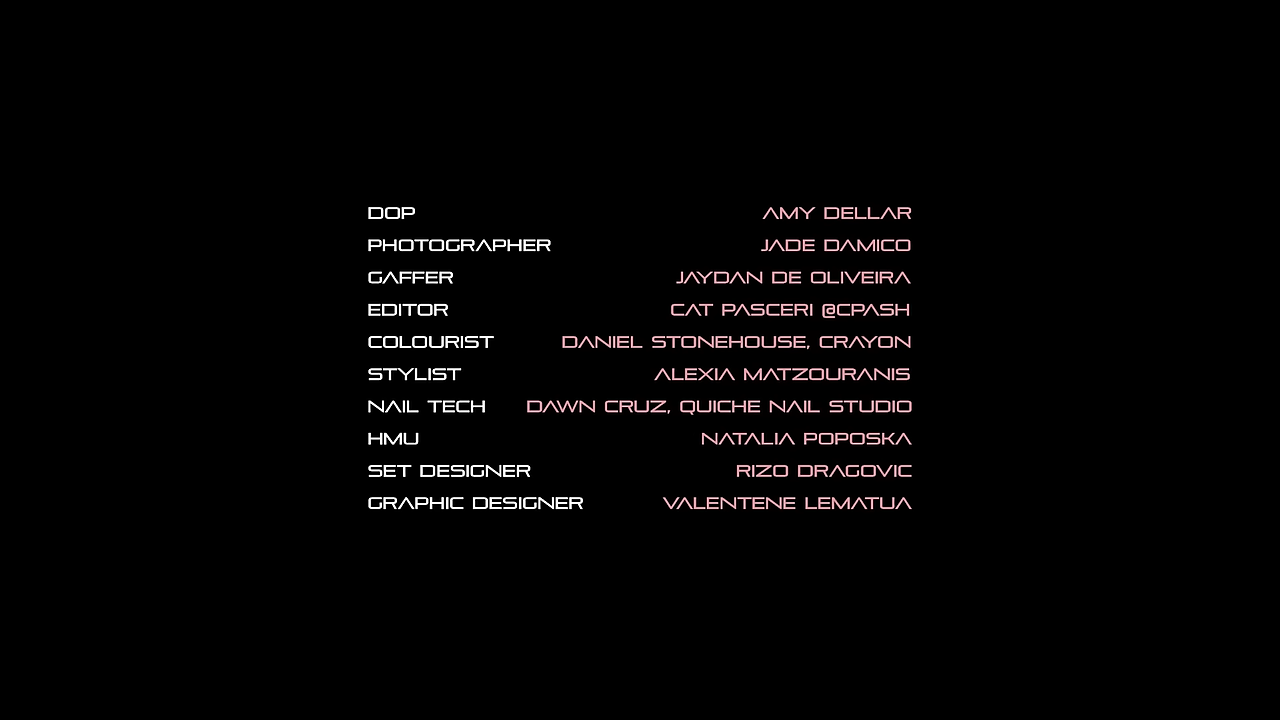 DOP AMY DELLAR
PHOTOGRAPHER JADE DAMICO
GAFFER JAYDAN DE OLIVEIRA
EDITOR CAT PASCERI @CPASH
COLOURIST DANIEL STONEHOUSE, CRAYON
STYLIST ALEXIA MATZOURANIS
NAIL TECH DAWN CRUZ, QUICHE NAIL STUDIO
HMU NATALIA POPOSKA
SET DESIGNER RIZO DRAGOVIC
GRAPHIC DESIGNER VALENTENE LEMATUA